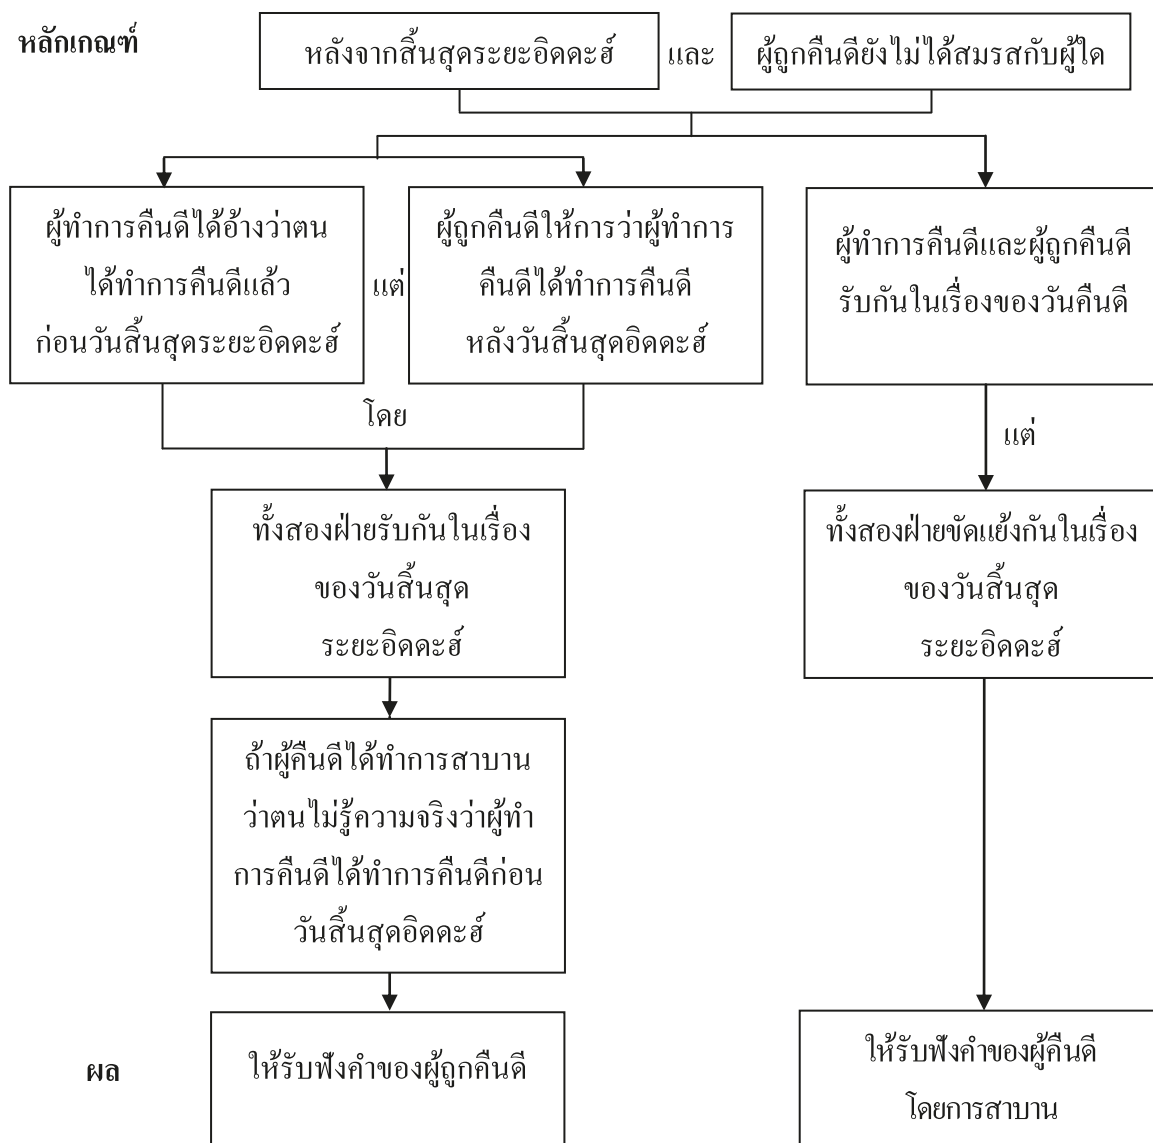 หลักเกณฑ์
หลังจากสิ้นสุดระยะอิดดะฮ์
และ
ผู้ถูกคืนดียังไม่ได้สมรสกับผู้ใด
ผู้ทำการคืนดีได้อ้างว่าตน
ได้ทำการคืนดีแล้ว
ก่อนวันสิ้นสุดระยะอิดดะฮ์
แต่
ผู้ถูกคืนดีให้การว่าผู้ทำการ
คืนดีได้ทำการคืนดี
หลังวันสิ้นสุดอิดดะฮ์
ผู้ทำการคืนดีและผู้ถูกคืนดี
รับกันในเรื่องของวันคืนดี
โดย
แต่
ทั้งสองฝ่ายรับกันในเรื่อง
ของวันสิ้นสุด
ระยะอิดดะฮ์
ทั้งสองฝ่ายขัดแย้งกันในเรื่อง
ของวันสิ้นสุด
ระยะอิดดะฮ์
ถ้าผู้คืนดีได้ทำการสาบาน
ว่าตนไม่รู้ความจริงว่าผู้ทำ
การคืนดีได้ทำการคืนดีก่อน
วันสิ้นสุดอิดดะฮ์
ผล
ให้รับฟังคำของผู้ถูกคืนดี
ให้รับฟังคำของผู้คืนดี
โดยการสาบาน